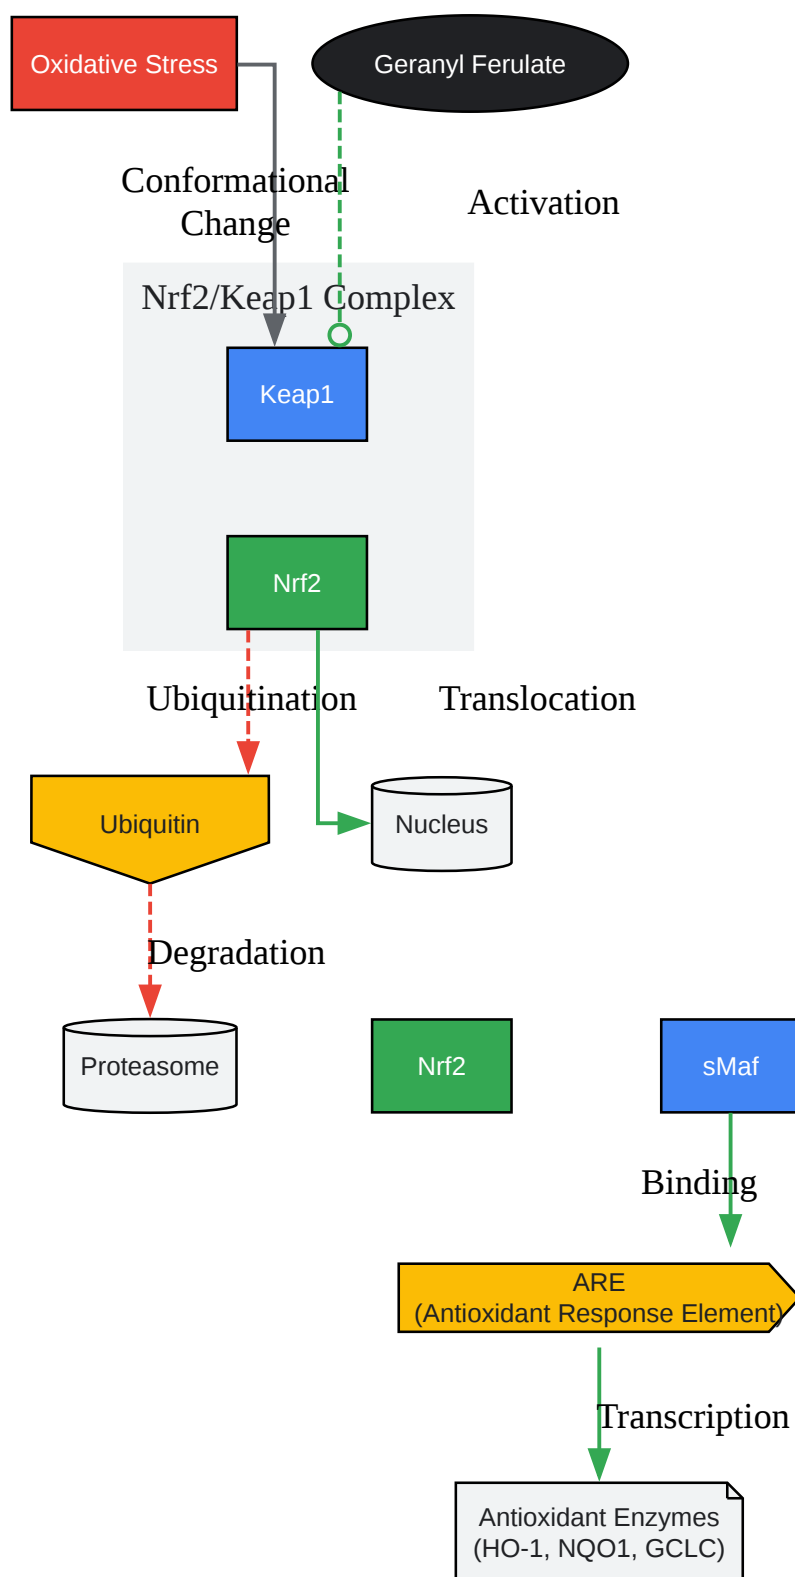 Oxidative Stress
Geranyl Ferulate
Conformational
Change
Activation
Nrf2/Keap1 Complex
Keap1
Nrf2
Ubiquitination
Translocation
Ubiquitin
Nucleus
Degradation
Proteasome
Nrf2
sMaf
Binding
ARE
(Antioxidant Response Element)
Transcription
Antioxidant Enzymes
(HO-1, NQO1, GCLC)